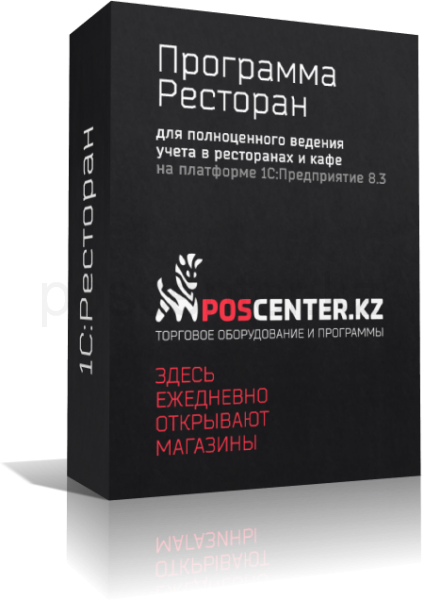 Программа
Ресторан
для полноценного ведения
учета в ресторанах и кафе
на платформе 1С:Предприятие 8.3
1С:Ресторан
POSCENTER.KZ
ТОРГОВОЕ ОБОРУДОВАНИЕ И ПРОГРАММЫ
ЗДЕСЬ
ЕЖЕДНЕВНО
ОТКРЫВАЮТ
МАГАЗИНЫ